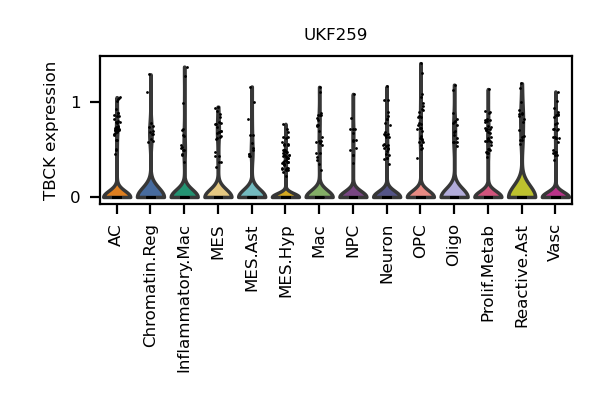 UKF259
TBCK expression
1
0
AC
Chromatin.Reg
Inflammatory.Mac
MES
MES.Ast
MES.Hyp
Mac
NPC
Neuron
OPC
Oligo
Prolif.Metab
Reactive.Ast
Vasc